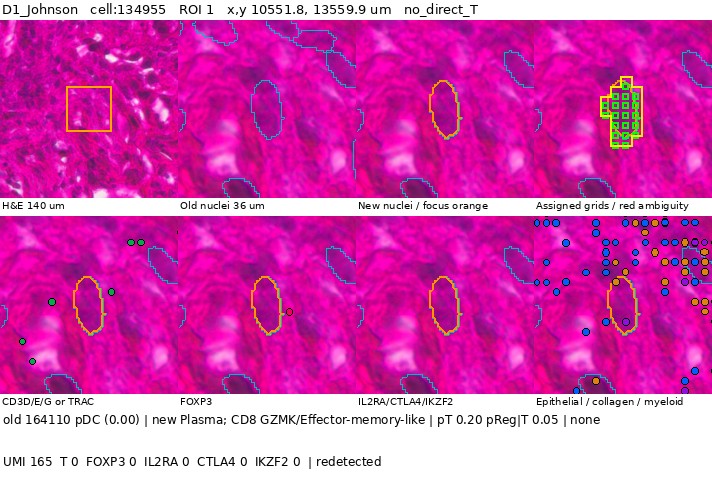 D1_Johnson cell:134955 ROI 1 x,y 10551.8, 13559.9 um no_direct_T
H&E 140 um
Old nuclei 36 um
New nuclei / focus orange
Assigned grids / red ambiguity
CD3D/E/G or TRAC
FOXP3
IL2RA/CTLA4/IKZF2
Epithelial / collagen / myeloid
old 164110 pDC (0.00) | new Plasma; CD8 GZMK/Effector-memory-like | pT 0.20 pReg|T 0.05 | none
UMI 165 T 0 FOXP3 0 IL2RA 0 CTLA4 0 IKZF2 0 | redetected